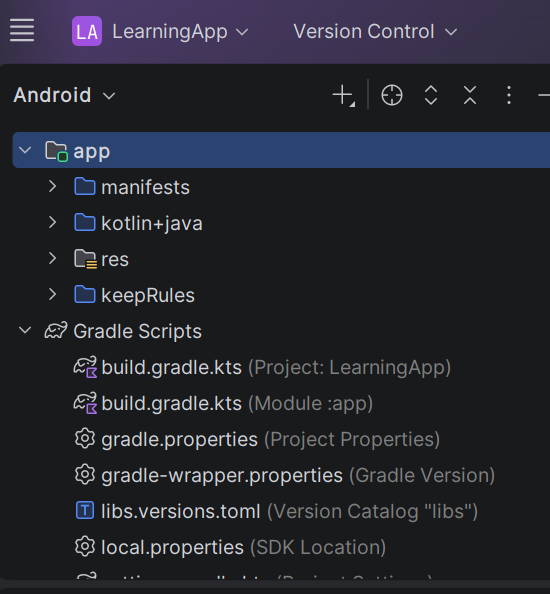 LA LearningApp Version Control
Android
app
manifests
kotlin+java
res
keepRules
Gradle Scripts
build.gradle.kts (Project: LearningApp)
build.gradle.kts (Module :app)
gradle.properties (Project Properties)
gradle-wrapper.properties (Gradle Version)
T libs.versions.toml (Version Catalog "libs")
local.properties (SDK Location)